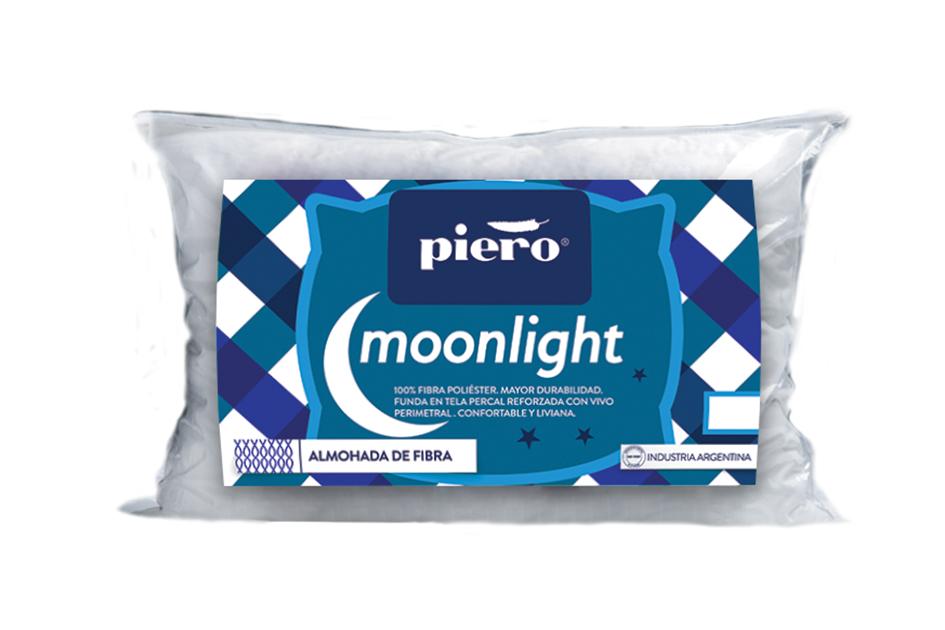 piero®
moonlight
100% FIBRA POLIÉSTER. MAYOR DURABILIDAD.
FUNDA EN TELA PERCAL REFORZADA CON VIVO
PERIMETRAL . CONFORTABLE Y LIVIANA.
ALMOHADA DE FIBRA
INDUSTRIA ARGENTINA